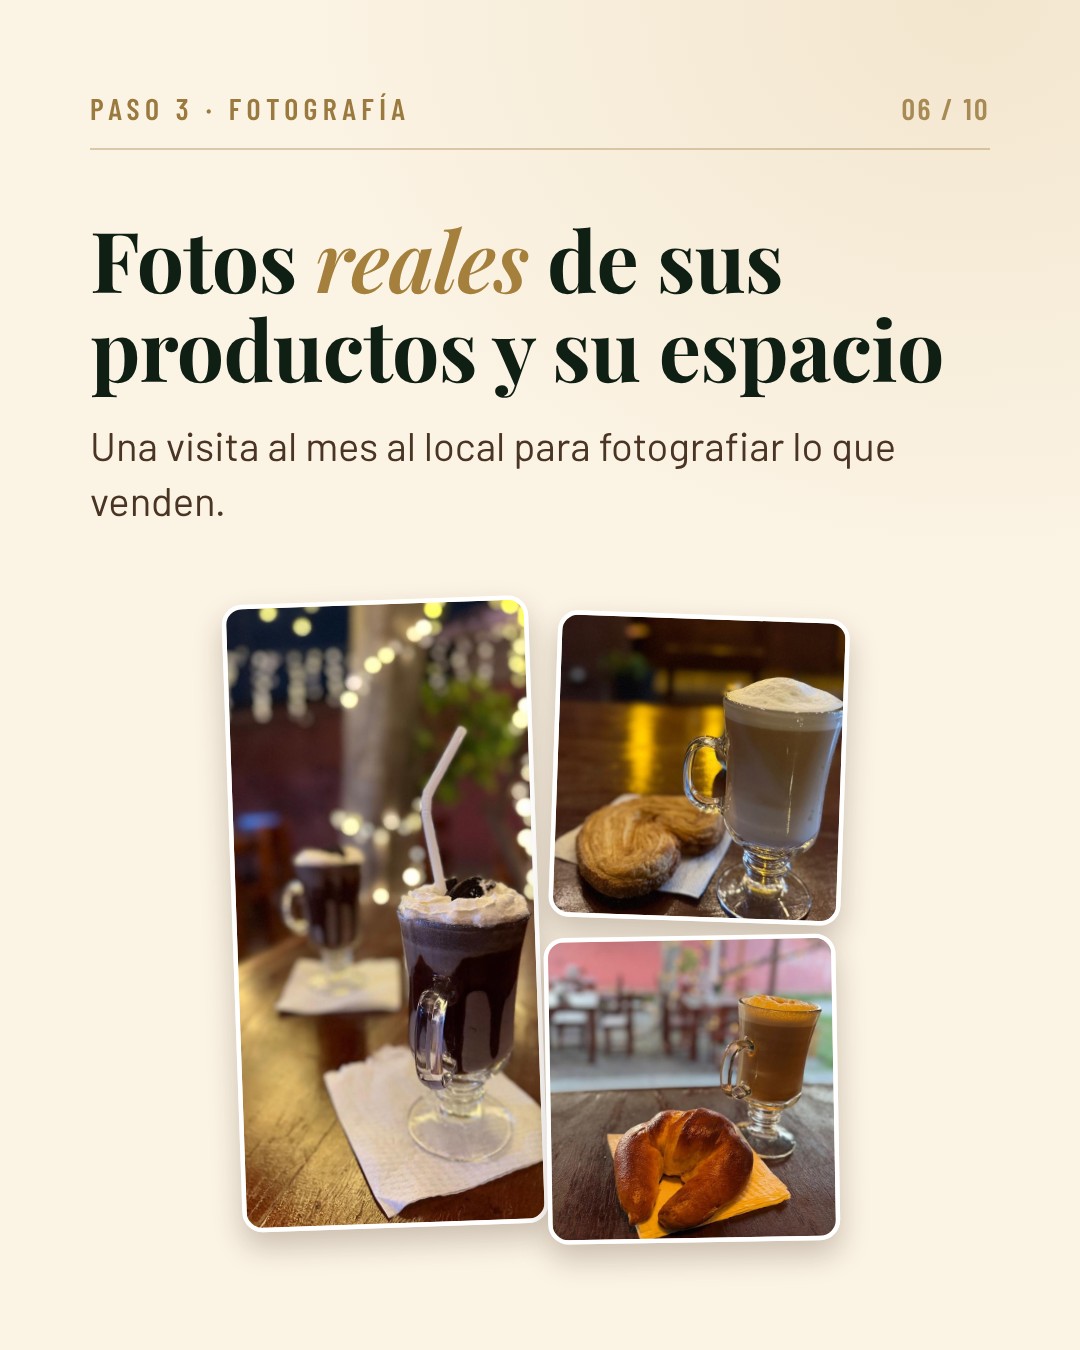 PASO 3 · FOTOGRAFÍA
06 / 10
Fotos reales de sus
productos y su espacio
Una visita al mes al local para fotografiar lo que
venden.